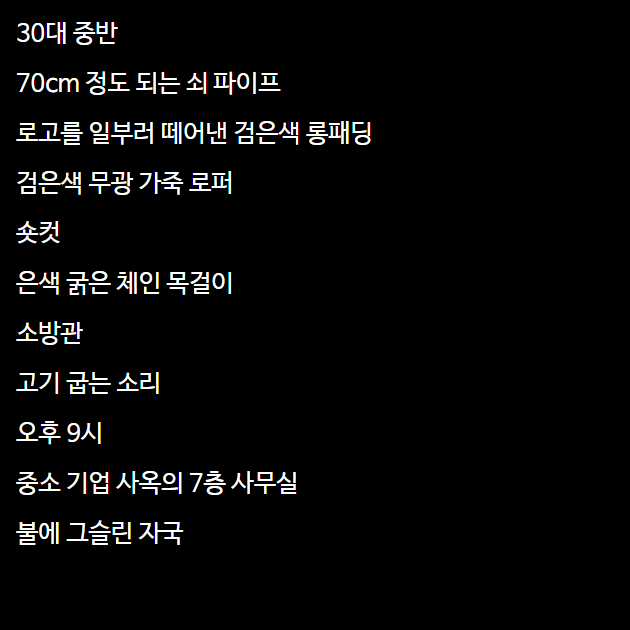 30대 중반
70cm 정도 되는 쇠 파이프
로고를 일부러 떼어낸 검은색 롱패딩
검은색 무광 가죽 로퍼
숏컷
은색 굵은 체인 목걸이
소방관
고기 굽는 소리
오후 9시
중소 기업 사옥의 7층 사무실
불에 그슬린 자국